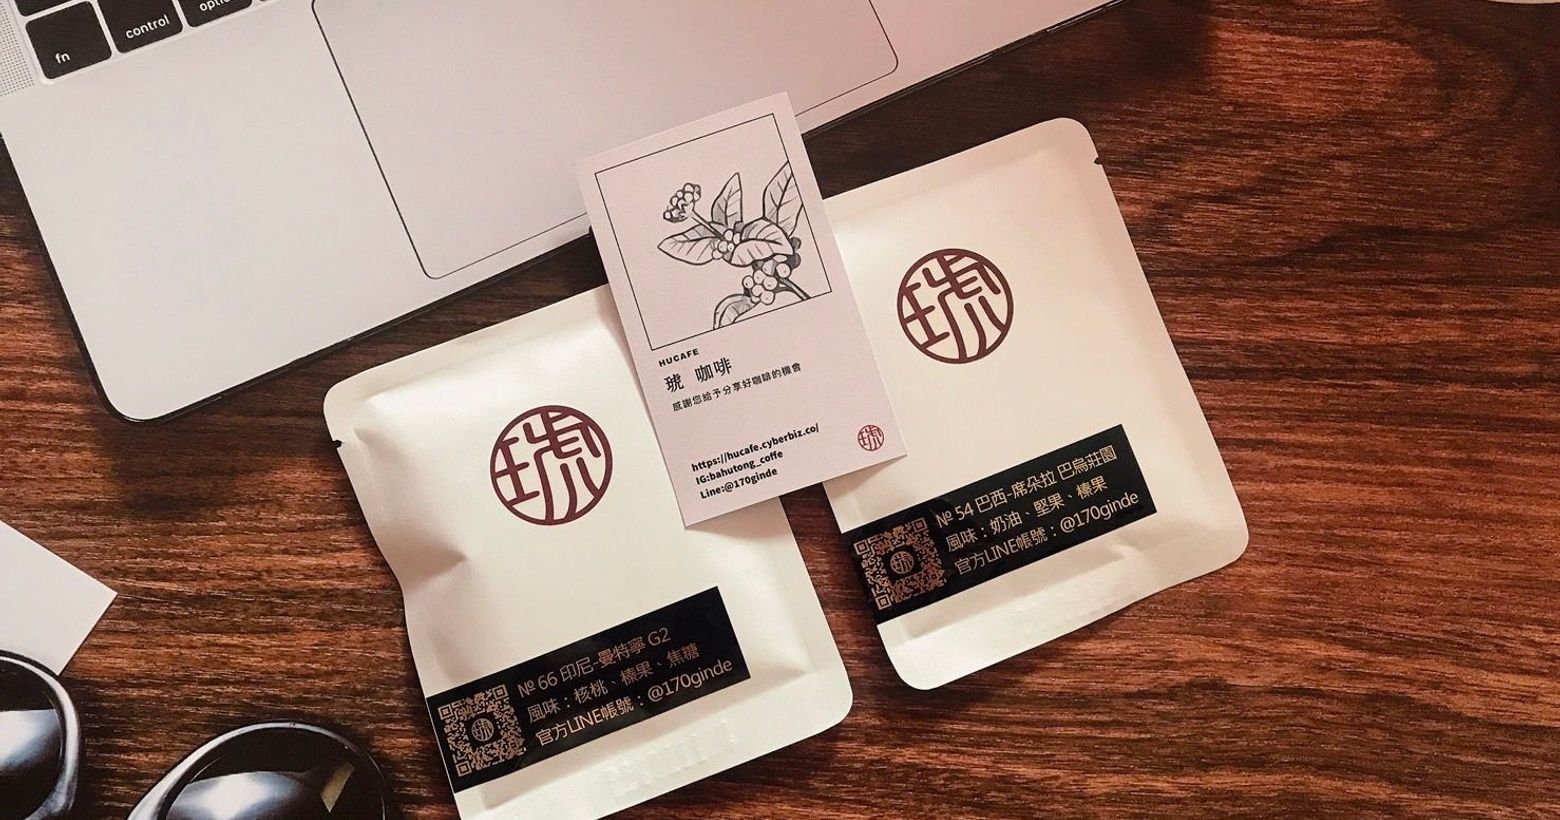 fn
control
HUCAFE
琥 咖啡
感謝您給予分享好咖啡的機會
https://hucafe.cyberbiz.co/
IG:bahutong_coffe
Line:@170ginde
琥
琥
№ 54 巴西-席朵拉 巴烏莊園
風味：奶油、堅果、榛果
官方LINE帳號：@170ginde
琥
№ 66 印尼-曼特寧 G2
風味：核桃、榛果、焦糖
官方LINE帳號：@170ginde